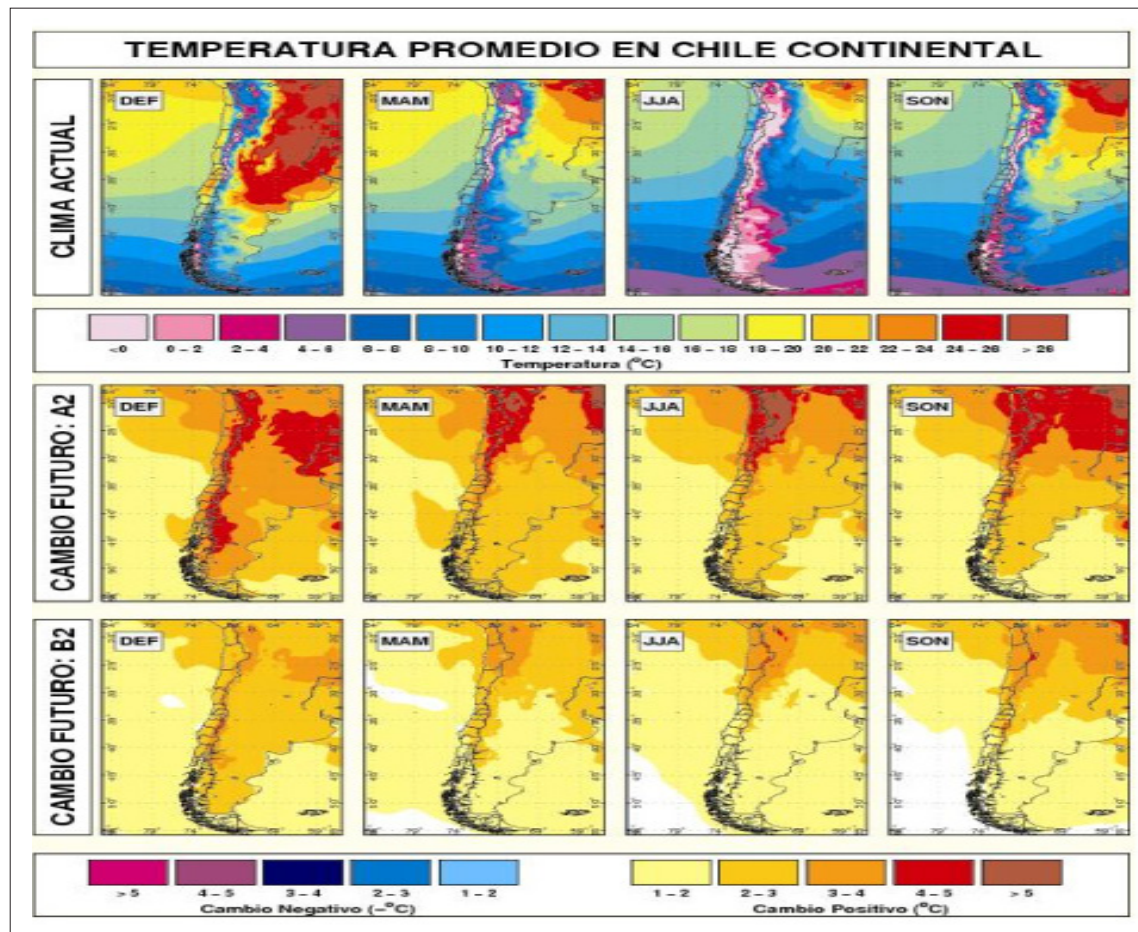 TEMPERATURA PROMEDIO EN CHILE CONTINENTAL
CLIMA ACTUAL
DEF
MAM
JJA
SON
<0 0 – 2 2 – 4 4 – 6 6 – 8 8 – 10 10 – 12 12 – 14 14 – 16 16 – 18 18 – 20 20 – 22 22 – 24 24 – 26 > 26
Temperatura (°C)
CAMBIO FUTURO: A2
DEF
MAM
JJA
SON
CAMBIO FUTURO: B2
DEF
MAM
JJA
SON
> 5 4 – 5 3 – 4 2 – 3 1 – 2
Cambio Negativo (–°C)
1 – 2 2 – 3 3 – 4 4 – 5 > 5
Cambio Positivo (°C)